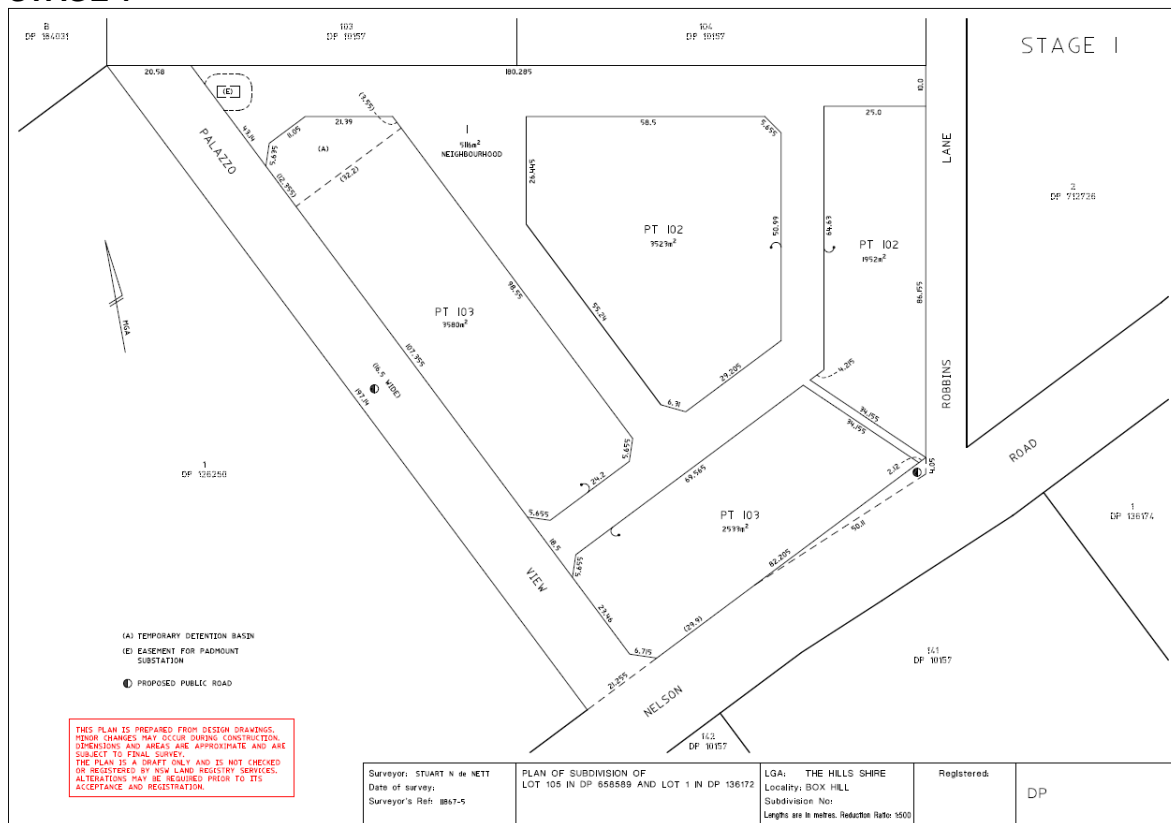 STAGE 1
B
DP 184031
103
DP 10157
104
DP 10157
STAGE 1
20.58
180.285
10.0
(E)
43.14
11.05
21.39
(3.55)
5.635
(A)
(12.955)
(32.2)
1
5116m²
NEIGHBOURHOOD
58.5
5.655
25.0
26.445
50.99
64.63
PALAZZO
LANE
2
DP 712726
PT 102
3527m²
PT 102
1952m²
MGA
98.55
55.24
86.155
PT 103
3580m²
107.355
(16.5 WIDE)
197.14
29.205
6.31
4.215
ROBBINS
34.155
34.155
5.655
24.2
69.565
2.12
4.05
ROAD
1
DP 136256
5.655
18.5
5.655
PT 103
2533m²
50.11
82.205
1
DP 136174
VIEW
23.46
(29.9)
6.715
21.255
NELSON
141
DP 10157
142
DP 10157
(A) TEMPORARY DETENTION BASIN
(E) EASEMENT FOR PADMOUNT
SUBSTATION
PROPOSED PUBLIC ROAD
THIS PLAN IS PREPARED FROM DESIGN DRAWINGS.
MINOR CHANGES MAY OCCUR DURING CONSTRUCTION.
DIMENSIONS AND AREAS ARE APPROXIMATE AND ARE
SUBJECT TO FINAL SURVEY.
THE PLAN IS A DRAFT ONLY AND IS NOT CHECKED
OR REGISTERED BY NSW LAND REGISTRY SERVICES.
ALTERATIONS MAY BE REQUIRED PRIOR TO ITS
ACCEPTANCE AND REGISTRATION.
Surveyor: STUART N de NETT
Date of survey:
Surveyor's Ref: 11867-5
PLAN OF SUBDIVISION OF
LOT 105 IN DP 658589 AND LOT 1 IN DP 136172
LGA: THE HILLS SHIRE
Locality: BOX HILL
Subdivision No:
Lengths are in metres. Reduction Ratio: 1:500
Registered:
DP